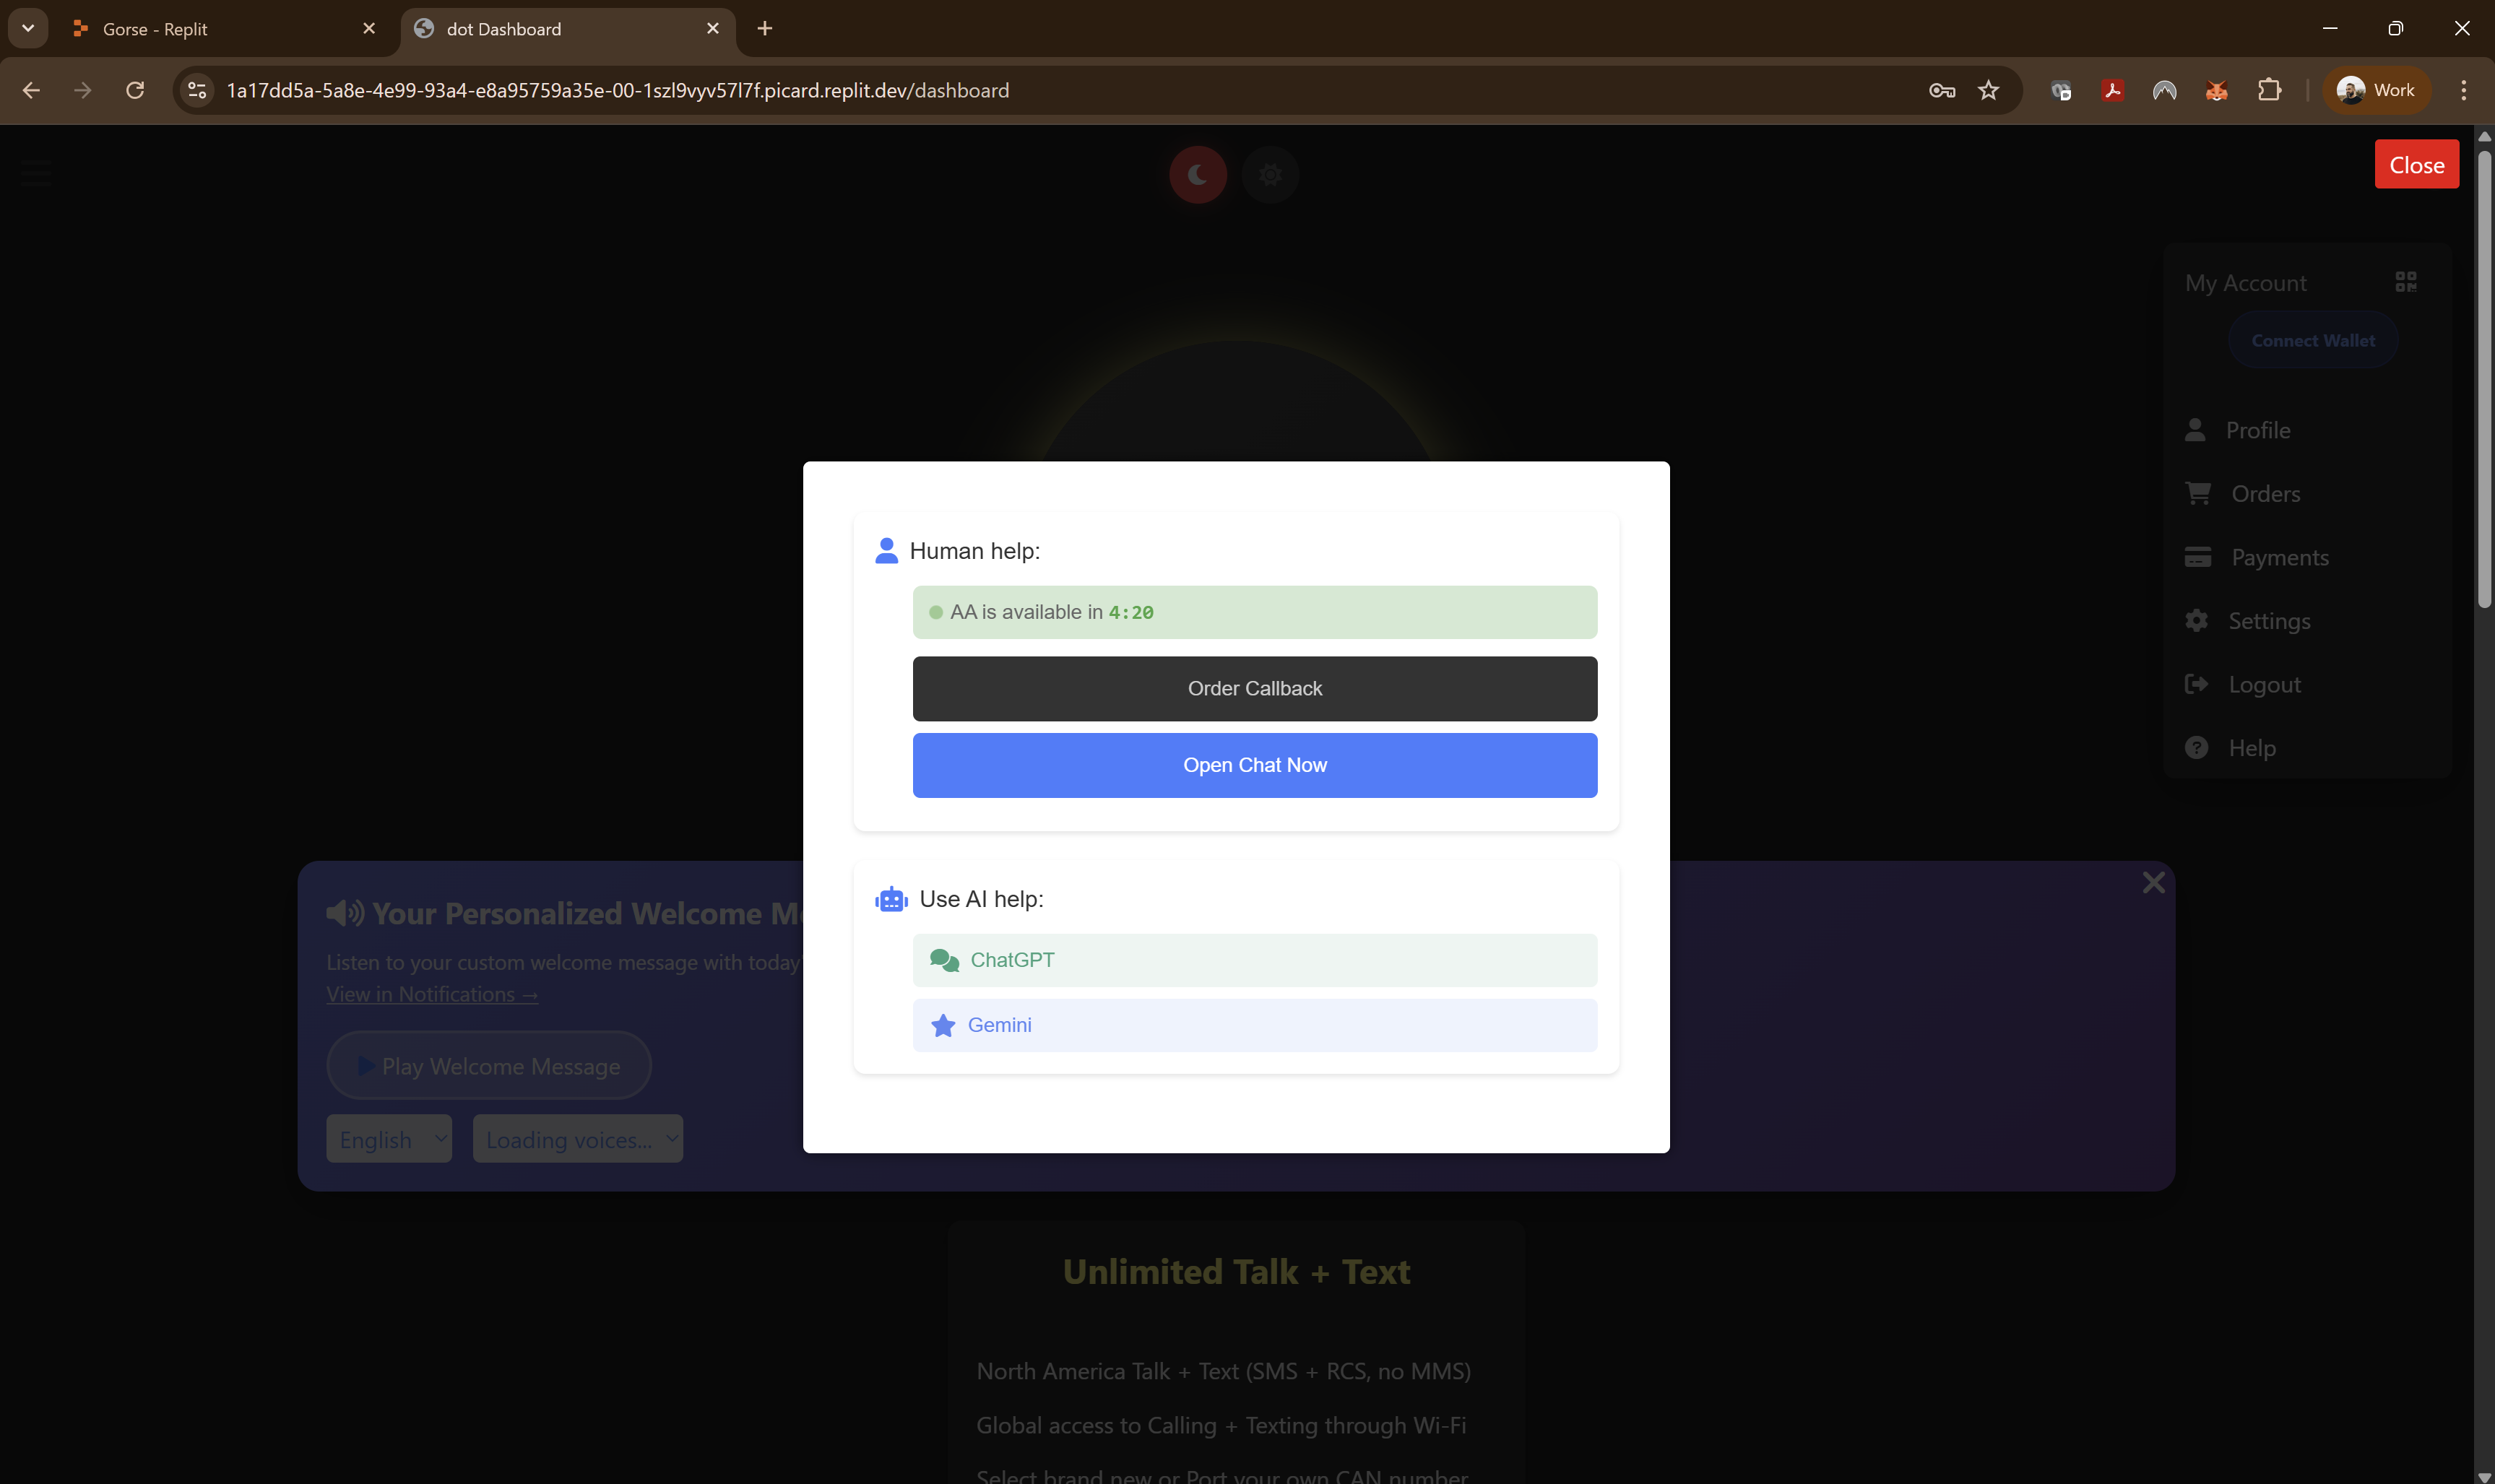 Gorse - Replit
dot Dashboard
1a17dd5a-5a8e-4e99-93a4-e8a95759a35e-00-1szl9vyv57l7f.picard.replit.dev/dashboard
Work
Close
My Account
Connect Wallet
Profile
Orders
Payments
Settings
Logout
Help
Human help:
AA is available in 4:20
Order Callback
Open Chat Now
Use AI help:
ChatGPT
Gemini
Your Personalized Welcome
Listen to your custom welcome message with today
View in Notifications →
Play Welcome Message
English
Loading voices...
Unlimited Talk + Text
North America Talk + Text (SMS + RCS, no MMS)
Global access to Calling + Texting through Wi-Fi
Select brand new or Port your own CAN number